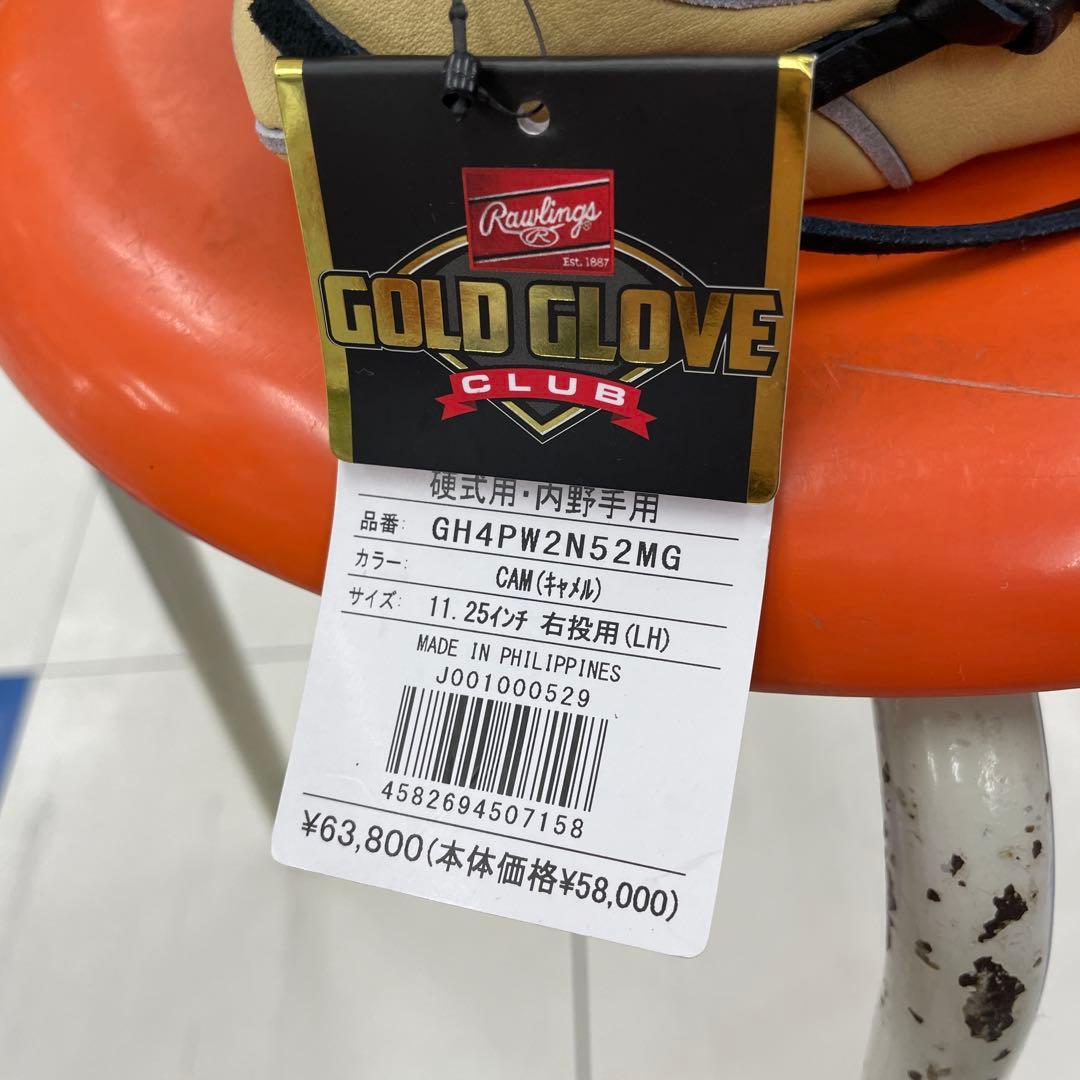 Rawlings
R
Est. 1887
GOLD GLOVE
CLUB
硬式用・内野手用
品番: GH4PW2N52MG
カラー: CAM(キャメル)
サイズ: 11.25インチ 右投用(LH)
MADE IN PHILIPPINES
J001000529
4582694507158
¥63,800(本体価格¥58,000)